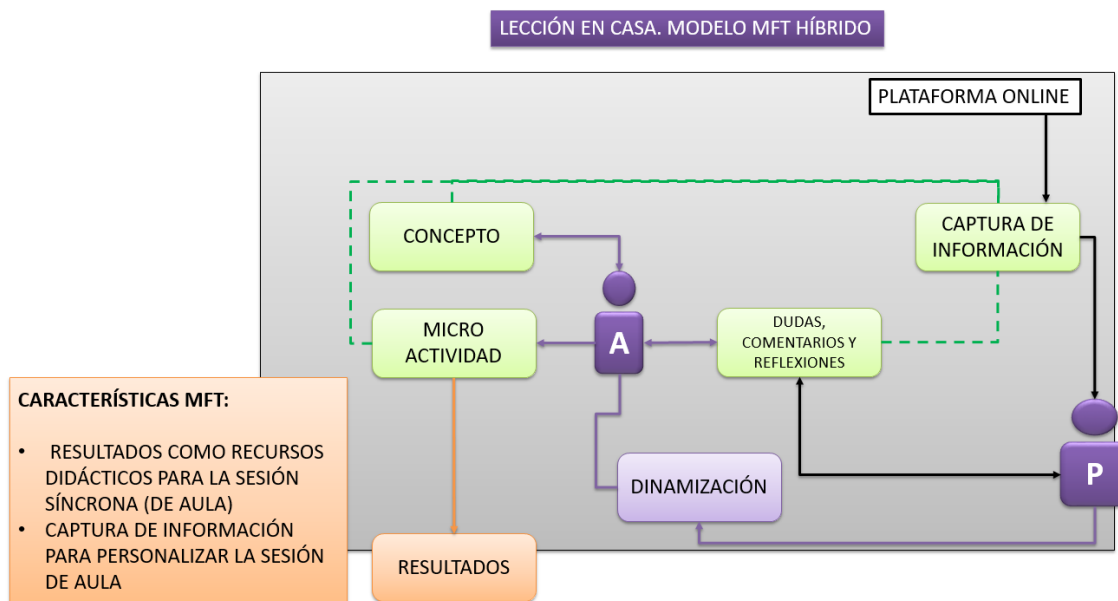 LECCIÓN EN CASA. MODELO MFT HÍBRIDO
PLATAFORMA ONLINE
CONCEPTO
CAPTURA DE
INFORMACIÓN
MICRO
ACTIVIDAD
A
DUDAS,
COMENTARIOS Y
REFLEXIONES
CARACTERÍSTICAS MFT:
• RESULTADOS COMO RECURSOS
DIDÁCTICOS PARA LA SESIÓN
SÍNCRONA (DE AULA)
• CAPTURA DE INFORMACIÓN
PARA PERSONALIZAR LA SESIÓN
DE AULA
DINAMIZACIÓN
P
RESULTADOS